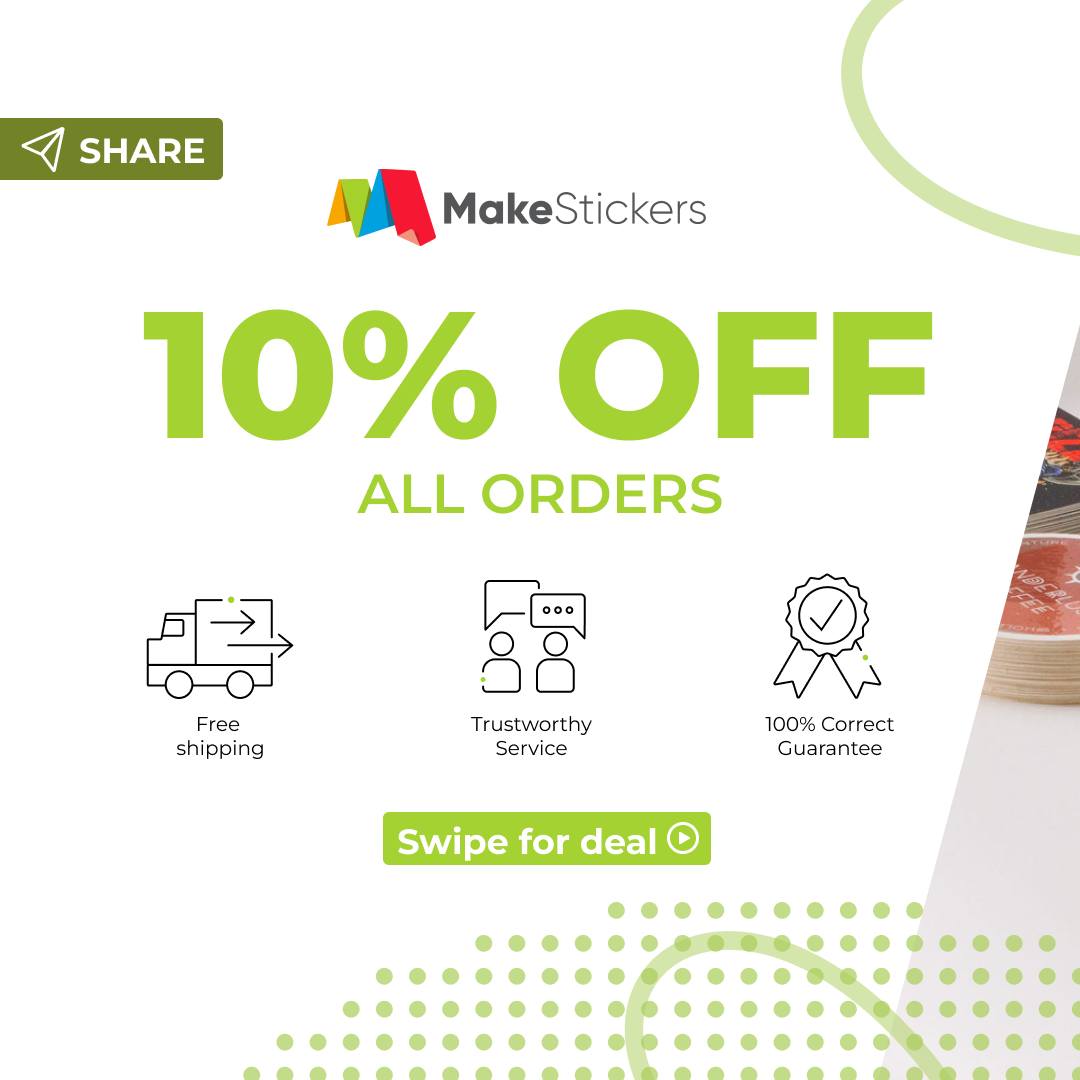 SHARE
MakeStickers
10% OFF
ALL ORDERS
Free
shipping
Trustworthy
Service
100% Correct
Guarantee
Swipe for deal